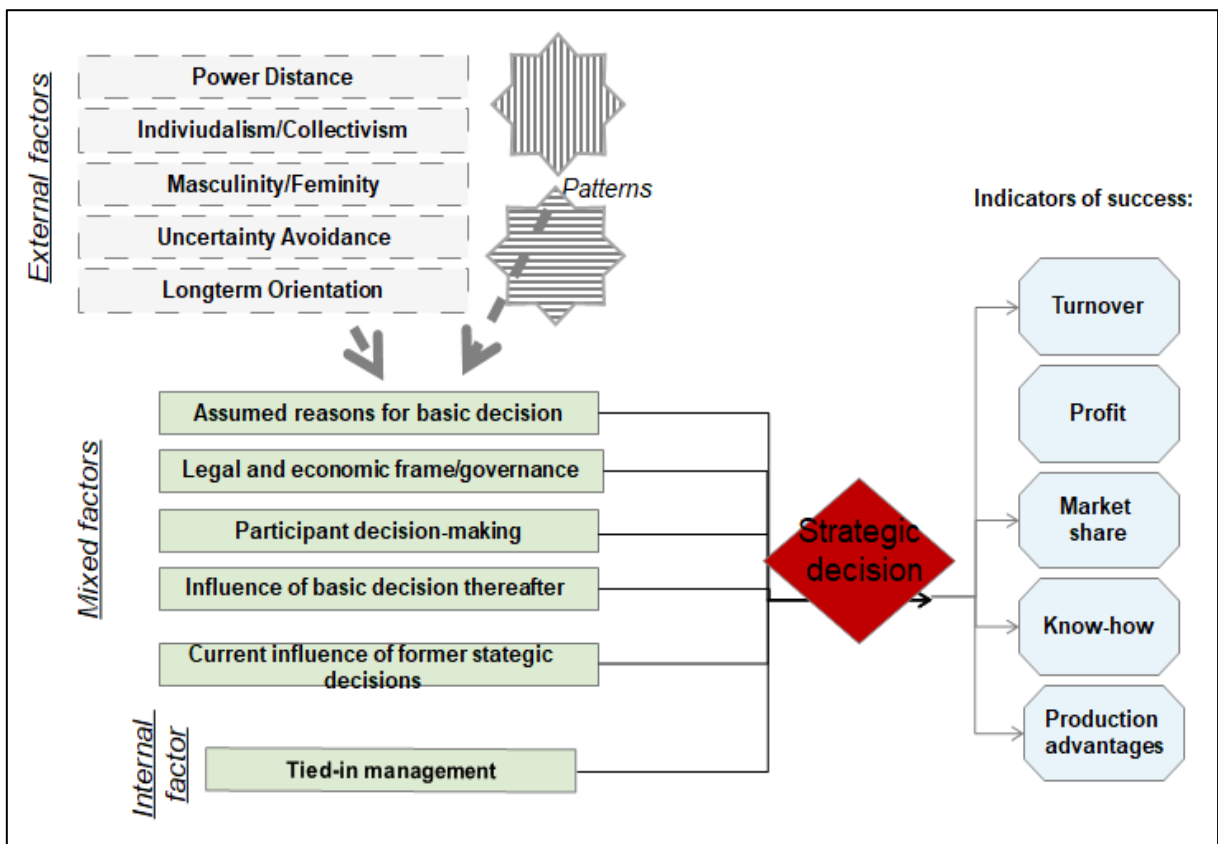 External factors
Power Distance
Indiviudalism/Collectivism
Masculinity/Feminity
Uncertainty Avoidance
Longterm Orientation
Patterns
Mixed factors
Assumed reasons for basic decision
Legal and economic frame/governance
Participant decision-making
Influence of basic decision thereafter
Current influence of former stategic
decisions
Internal
factor
Tied-in management
Strategic
decision
Indicators of success:
Turnover
Profit
Market
share
Know-how
Production
advantages